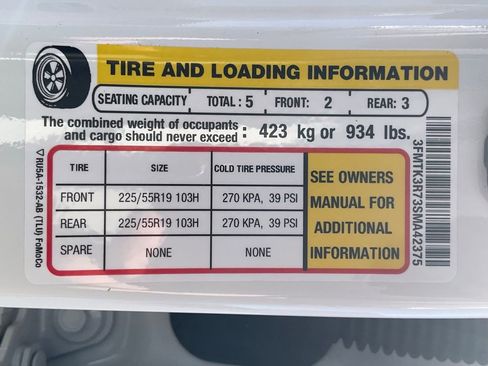 TIRE AND LOADING INFORMATION
SEATING CAPACITY TOTAL : 5 FRONT: 2 REAR: 3
The combined weight of occupants
and cargo should never exceed : 423 kg or 934 lbs.
TIRE SIZE COLD TIRE PRESSURE
FRONT 225/55R19 103H 270 KPA, 39 PSI
REAR 225/55R19 103H 270 KPA, 39 PSI
SPARE NONE NONE
SEE OWNERS
MANUAL FOR
ADDITIONAL
INFORMATION
▽ RU5A-1532-AB (TLU) FoMoCo
3FMTK3R73SMA42375